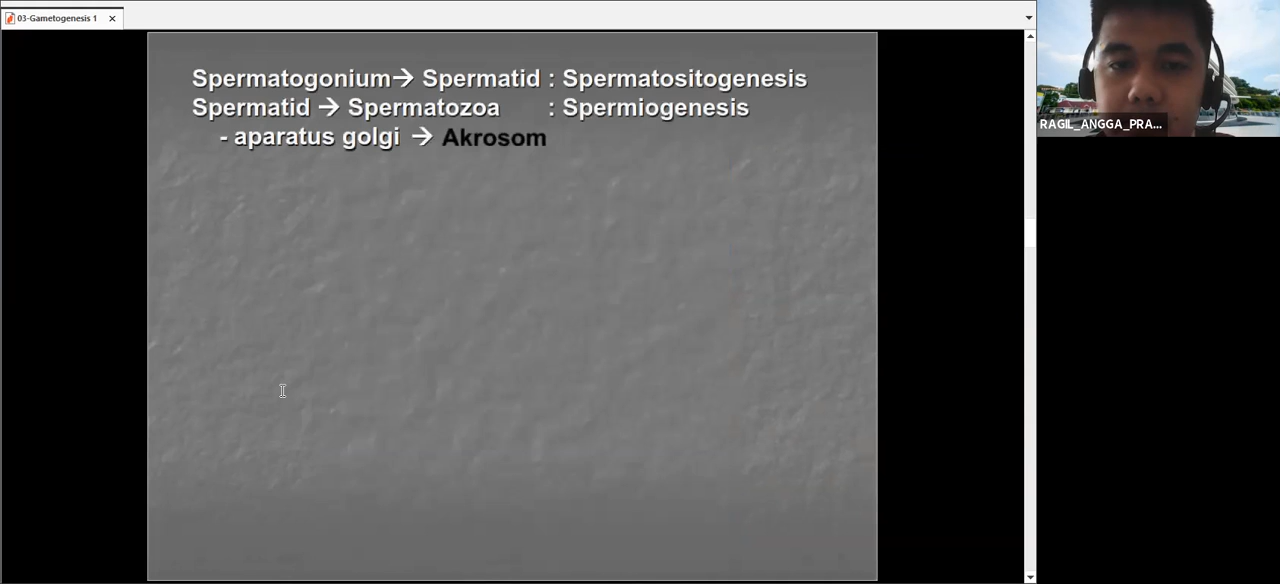 03-Gametogenesis 1
Spermatogonium→ Spermatid : Spermatositogenesis
Spermatid → Spermatozoa : Spermiogenesis
- aparatus golgi → Akrosom
RAGIL_ANGGA_PRA...